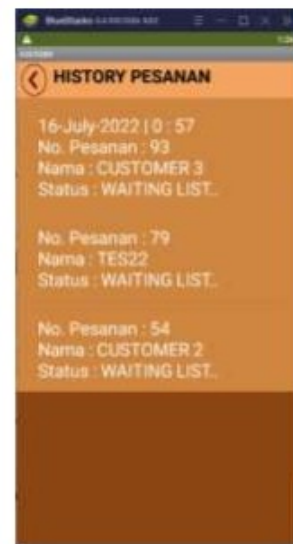 BlueStacks
HISTORY PESANAN
16-July-2022 | 0 : 57
No. Pesanan : 93
Nama : CUSTOMER 3
Status : WAITING LIST..
No. Pesanan : 79
Nama : TES22
Status : WAITING LIST..
No. Pesanan : 54
Nama : CUSTOMER 2
Status : WAITING LIST..